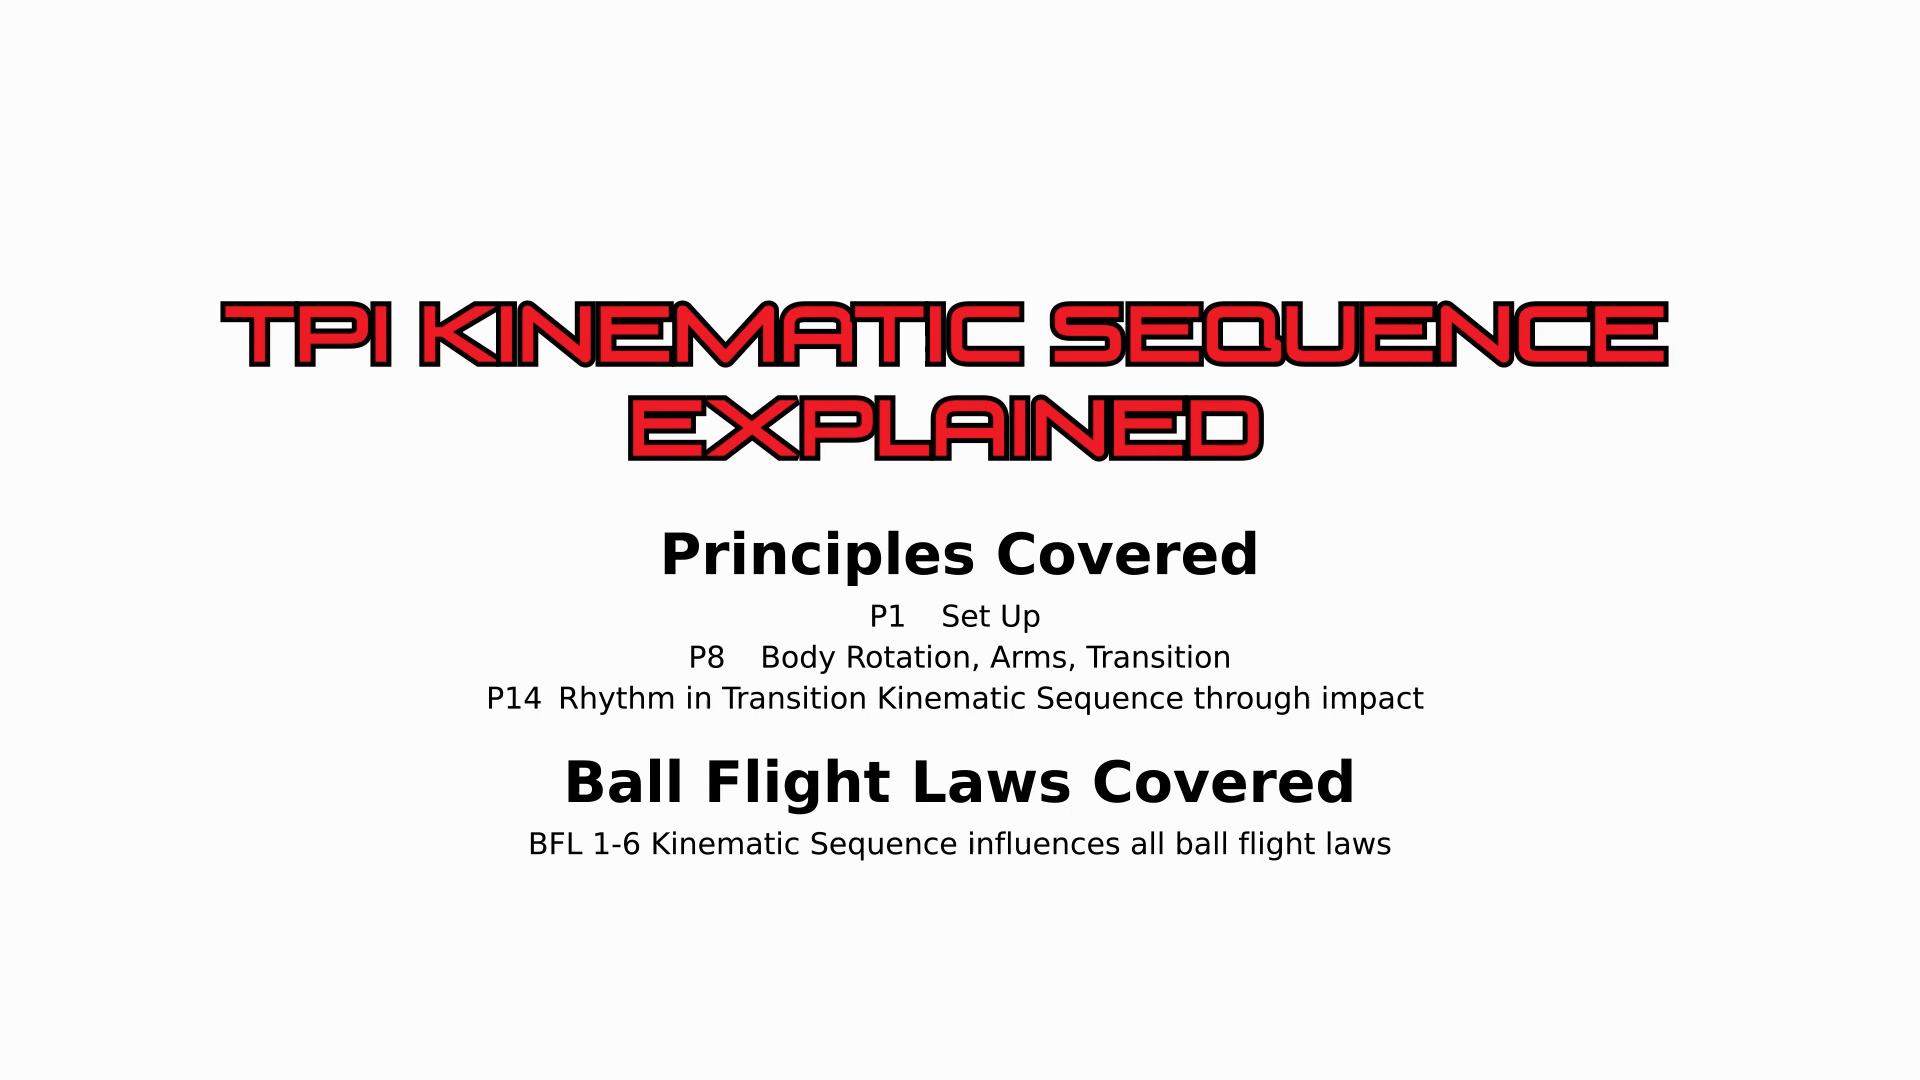 TPI KINEMATIC SEQUENCE
EXPLAINED
Principles Covered
P1 Set Up
P8 Body Rotation, Arms, Transition
P14 Rhythm in Transition Kinematic Sequence through impact
Ball Flight Laws Covered
BFL 1-6 Kinematic Sequence influences all ball flight laws